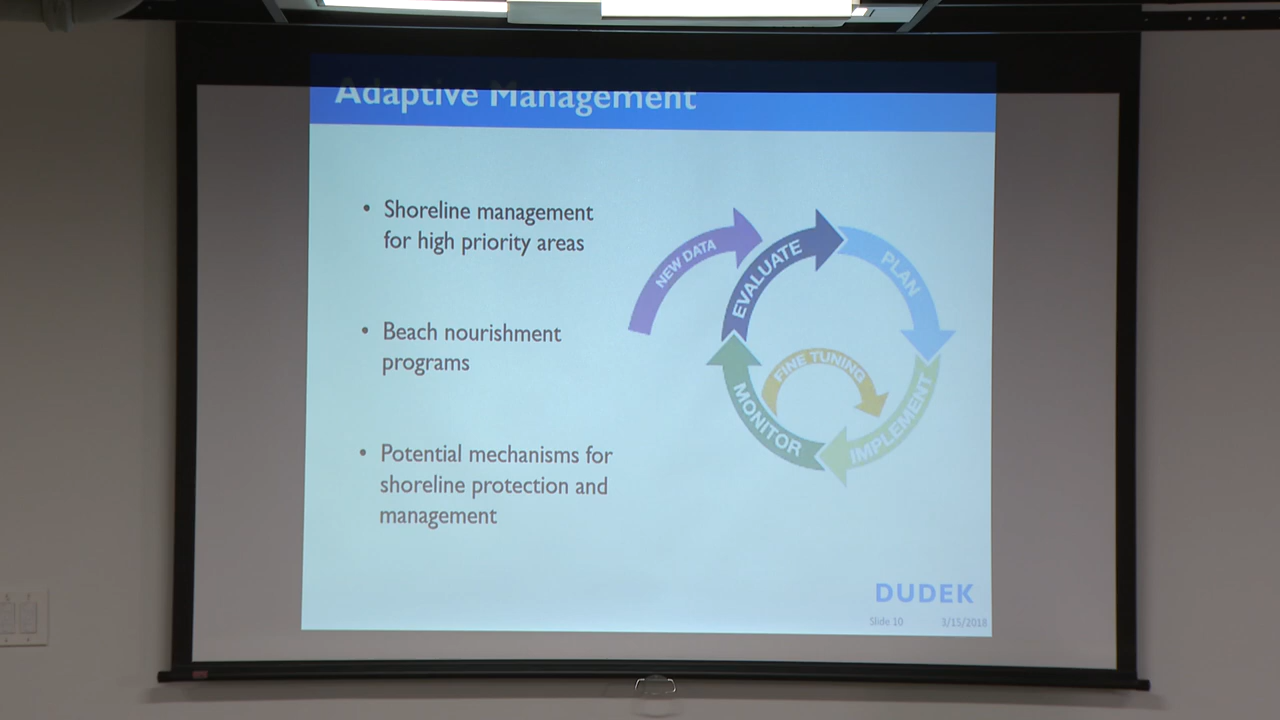 Adaptive Management
• Shoreline management
for high priority areas
• Beach nourishment
programs
• Potential mechanisms for
shoreline protection and
management
NEW DATA
EVALUATE
PLAN
FINE TUNING
MONITOR
IMPLEMENT
DUDEK
Slide 10 3/15/2018